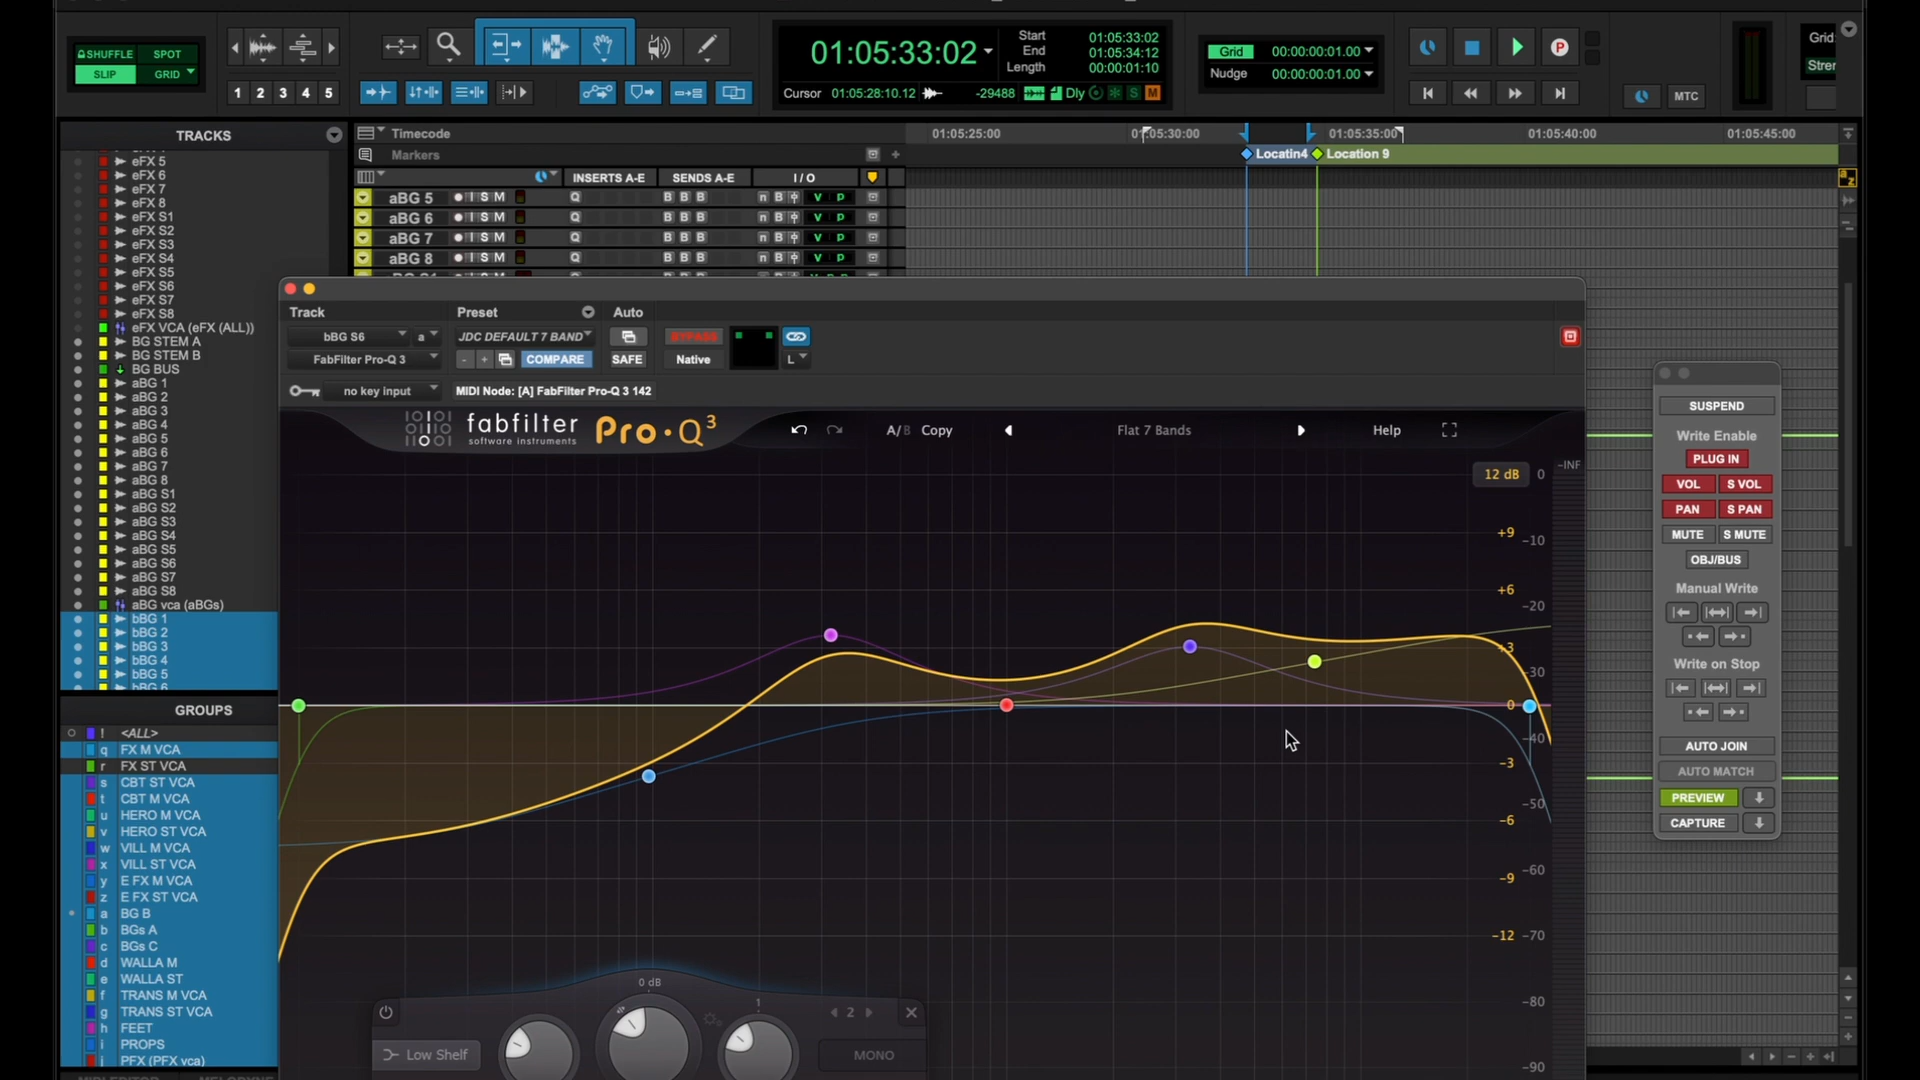 SHUFFLE SPOT
SLIP GRID
1 2 3 4 5
01:05:33:02
Start 01:05:33:02
End 01:05:34:12
Length 00:00:01:10
Cursor 01:05:28:10.12 -29488 Dly S M
Grid 00:00:00:01.00
Nudge 00:00:00:01.00
P
MTC
Grid:
TRACKS
eFX 5
eFX 6
eFX 7
eFX 8
eFX S1
eFX S2
eFX S3
eFX S4
eFX S5
eFX S6
eFX S7
eFX S8
eFX VCA (eFX (ALL))
BG STEM A
BG STEM B
BG BUS
aBG 1
aBG 2
aBG 3
aBG 4
aBG 5
aBG 6
aBG 7
aBG 8
aBG S1
aBG S2
aBG S3
aBG S4
aBG S5
aBG S6
aBG S7
aBG S8
aBG vca (aBGs)
bBG 1
bBG 2
bBG 3
bBG 4
bBG 5
bBG 6
GROUPS
! <ALL>
q FX M VCA
r FX ST VCA
s CBT ST VCA
t CBT M VCA
u HERO M VCA
v HERO ST VCA
w VILL M VCA
x VILL ST VCA
y E FX M VCA
z E FX ST VCA
a BG B
b BGs A
c BGs C
d WALLA M
e WALLA ST
f TRANS M VCA
g TRANS ST VCA
h FEET
i PROPS
j PFX (PFX vca)
Timecode 01:05:25:00 01:05:30:00 01:05:35:00 01:05:40:00 01:05:45:00
Markers Locatin4 Location 9
INSERTS A-E SENDS A-E I / O
aBG 5 I S M Q B B B n B v p
aBG 6 I S M Q B B B n B v p
aBG 7 I S M Q B B B n B v p
aBG 8 I S M Q B B B n B v p
Track Preset Auto
bBG S6 a JDC DEFAULT 7 BAND BYPASS
FabFilter Pro-Q 3 - + COMPARE SAFE Native L
no key input MIDI Node: [A] FabFilter Pro-Q 3 142
fabfilter
software instruments
Pro·Q3
A/B Copy Flat 7 Bands Help
12 dB 0 -INF
+9 -10
+6 -20
+3 -30
0 -40
-3 -50
-6 -60
-9 -70
-12 -80
-90
0 dB
1
2
Low Shelf
MONO
SUSPEND
Write Enable
PLUG IN
VOL S VOL
PAN S PAN
MUTE S MUTE
OBJ/BUS
Manual Write
Write on Stop
AUTO JOIN
AUTO MATCH
PREVIEW
CAPTURE